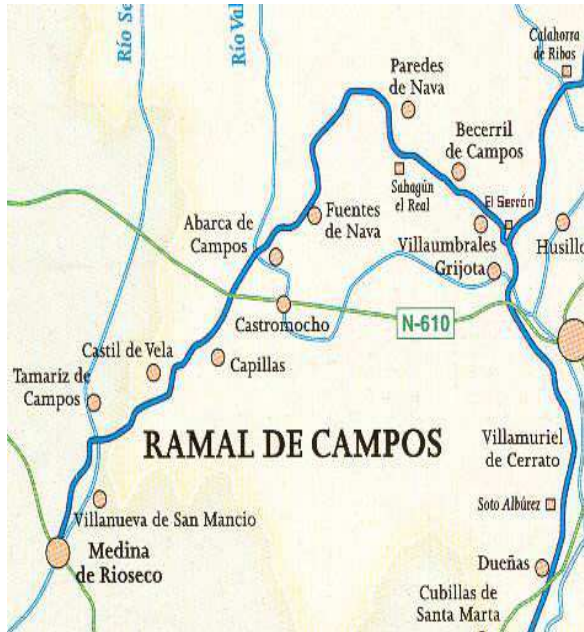 Río Se
Río Val
Calahorra
de Ribas
Paredes
de Nava
Becerril
de Campos
Sahagún
el Real
El Serrón
Abarca de
Campos
Fuentes
de Nava
Villaumbrales
Husillo
Grijota
Castromocho
N-610
Castil de Vela
Capillas
Tamariz de
Campos
RAMAL DE CAMPOS
Villamuriel
de Cerrato
Soto Albúrez
Villanueva de San Mancio
Medina
de Rioseco
Dueñas
Cubillas de
Santa Marta